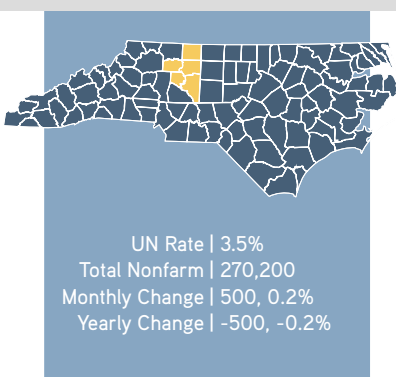 UN Rate | 3.5%
Total Nonfarm | 270,200
Monthly Change | 500, 0.2%
Yearly Change | -500, -0.2%